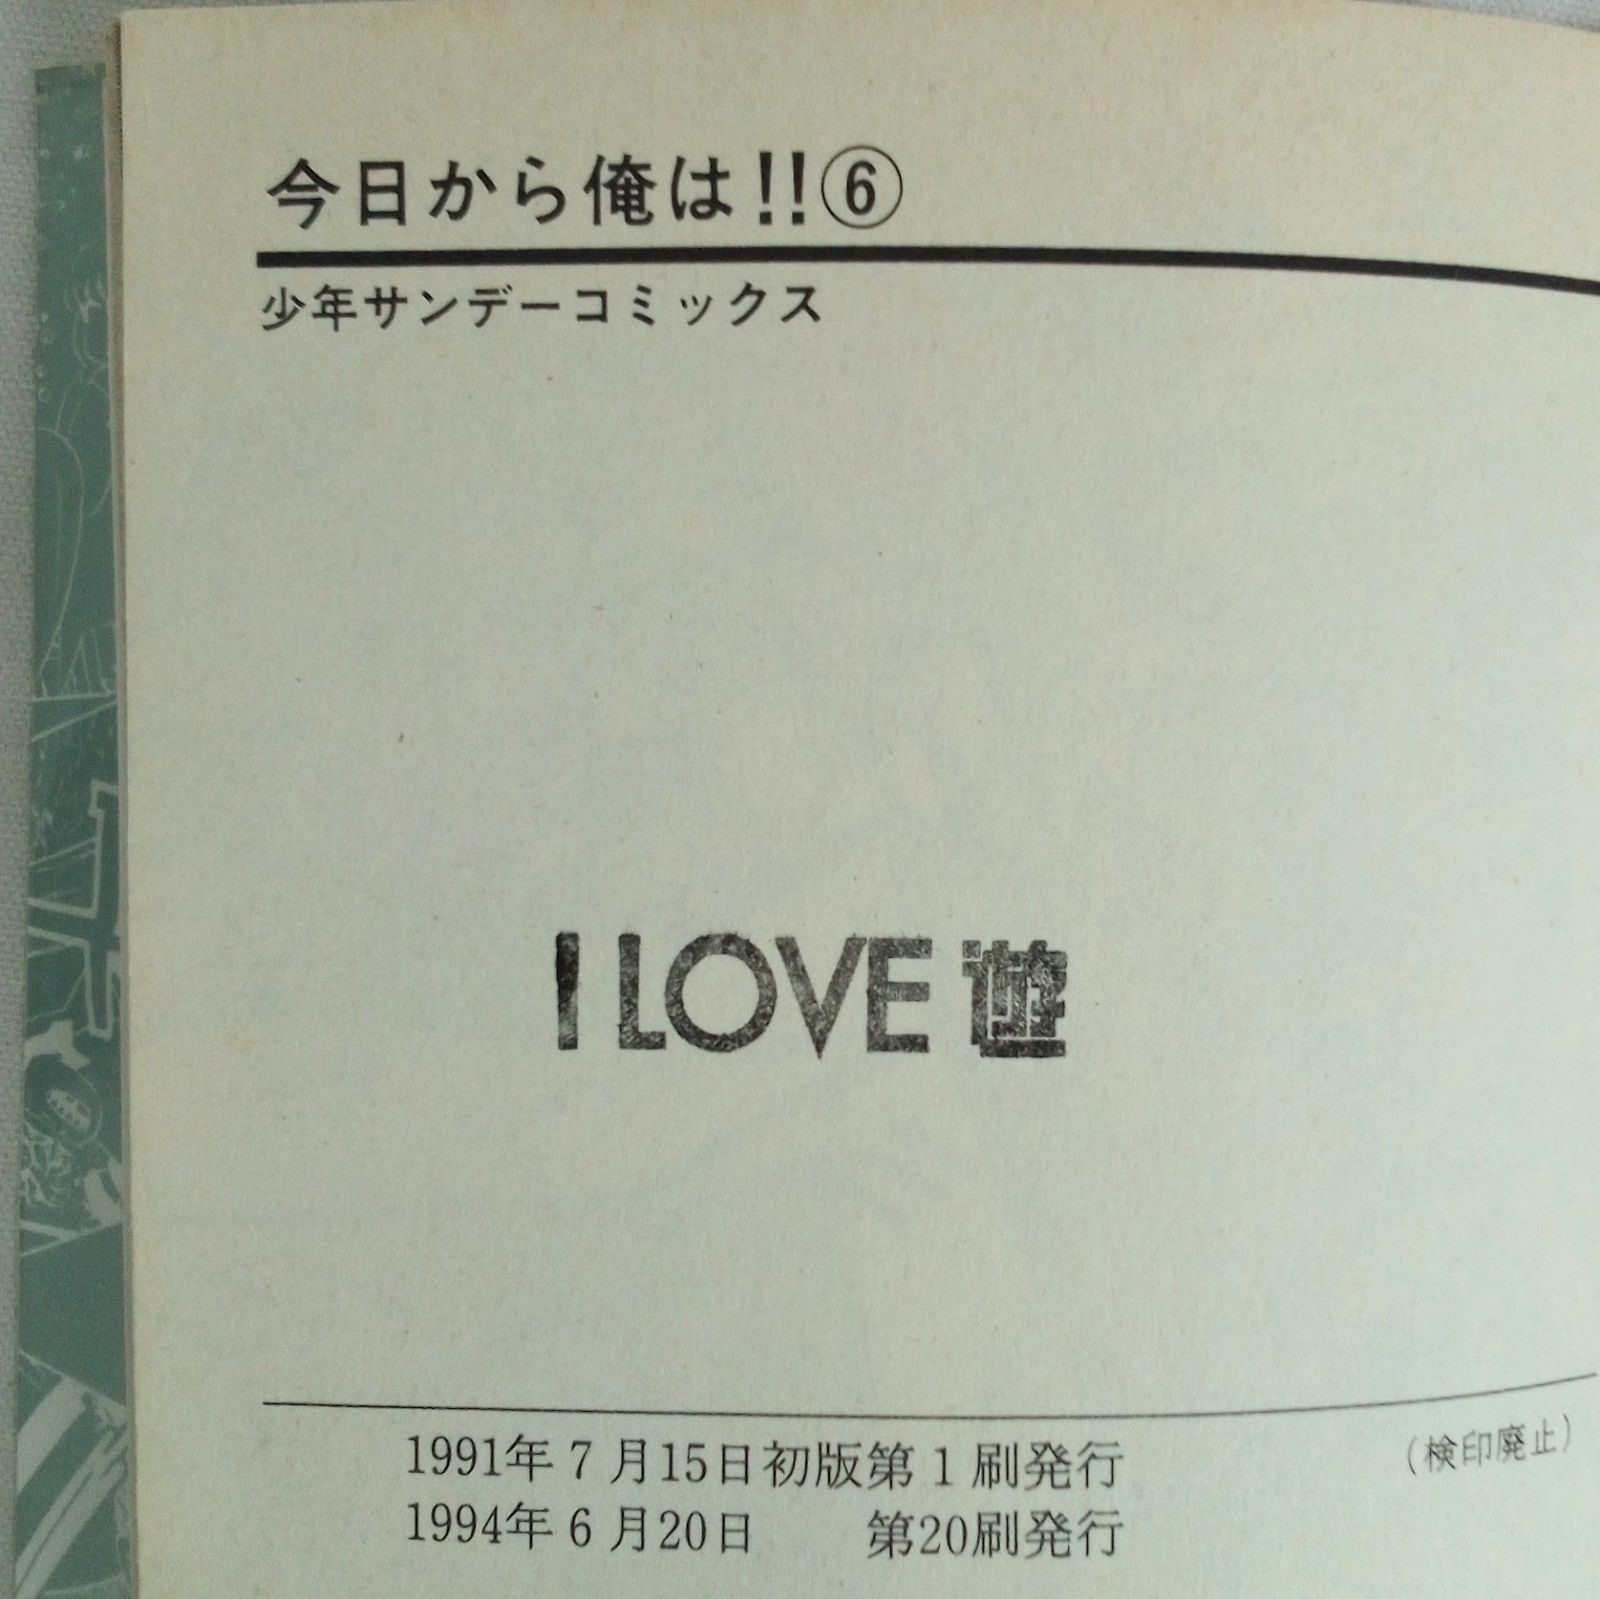 今日から俺は!!⑥
少年サンデーコミックス
I LOVE 遊
1991年7月15日初版第1刷発行
(検印廃止)
1994年6月20日 第20刷発行